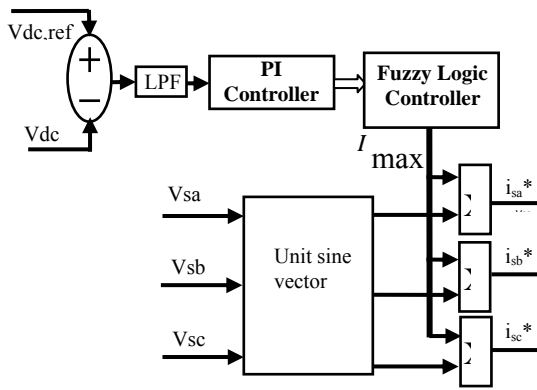 Vdc,ref
+
−
Vdc
LPF
PI
Controller
Fuzzy Logic
Controller
I max
Vsa
Vsb
Vsc
Unit sine
vector
Σ
isa*
Σ
isb*
Σ
isc*